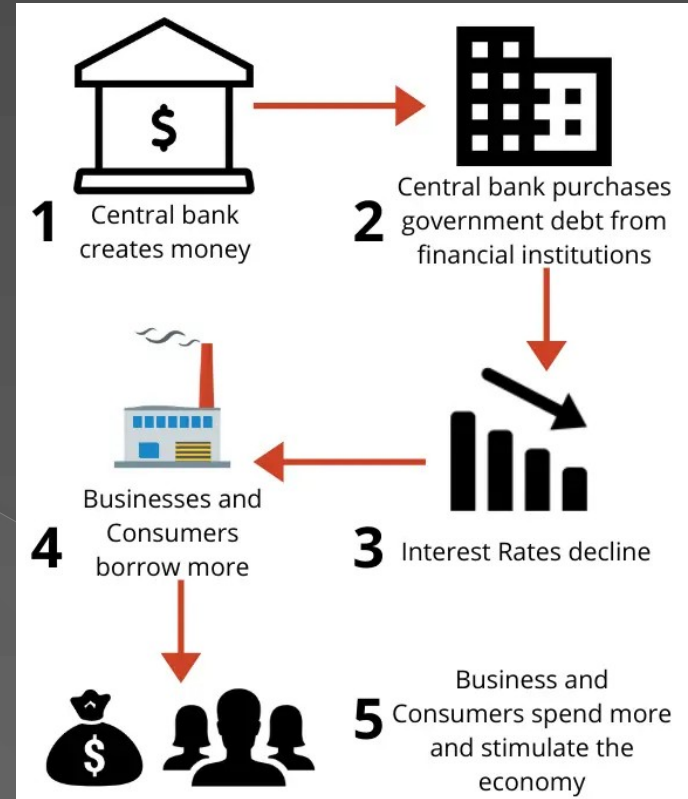 $
1
Central bank
creates money
2
Central bank purchases
government debt from
financial institutions
3
Interest Rates decline
4
Businesses and
Consumers
borrow more
$
5
Business and
Consumers spend more
and stimulate the
economy